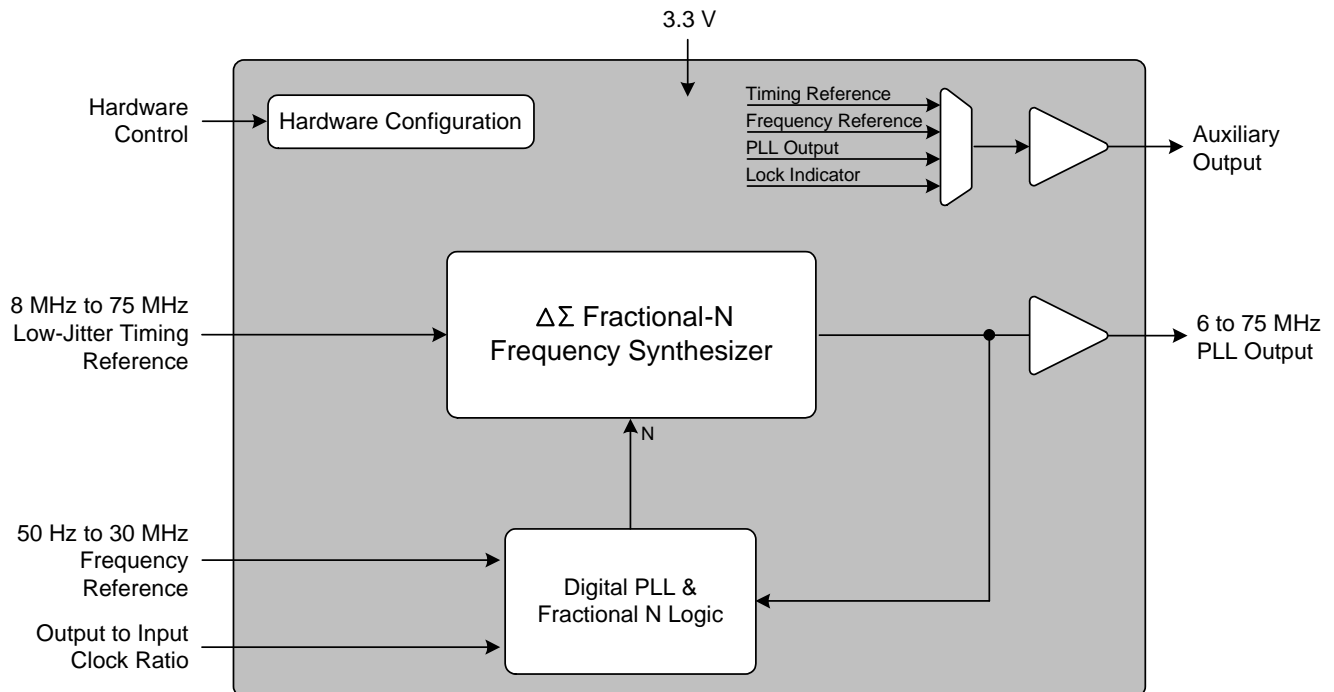 3.3 V
Hardware
Control
Hardware Configuration
Timing Reference
Frequency Reference
PLL Output
Lock Indicator
Auxiliary
Output
8 MHz to 75 MHz
Low-Jitter Timing
Reference
ΔΣ Fractional-N
Frequency Synthesizer
6 to 75 MHz
PLL Output
N
50 Hz to 30 MHz
Frequency
Reference
Digital PLL &
Fractional N Logic
Output to Input
Clock Ratio